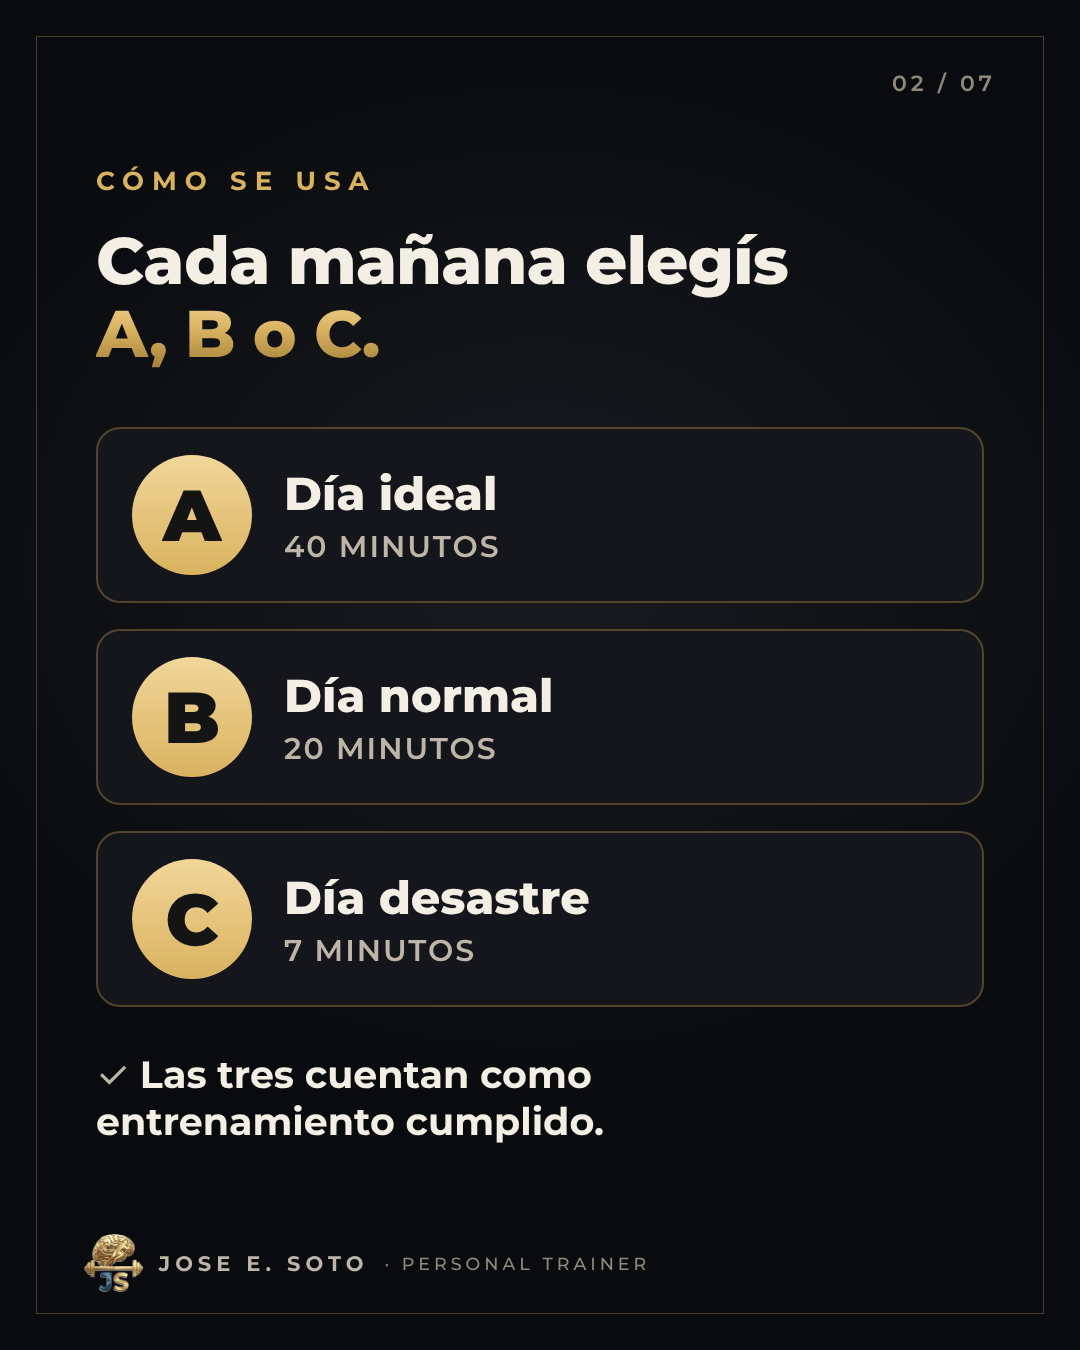 02 / 07
CÓMO SE USA
Cada mañana elegís
A, B o C.
A
Día ideal
40 MINUTOS
B
Día normal
20 MINUTOS
C
Día desastre
7 MINUTOS
✓ Las tres cuentan como
entrenamiento cumplido.
JS
JOSE E. SOTO · PERSONAL TRAINER